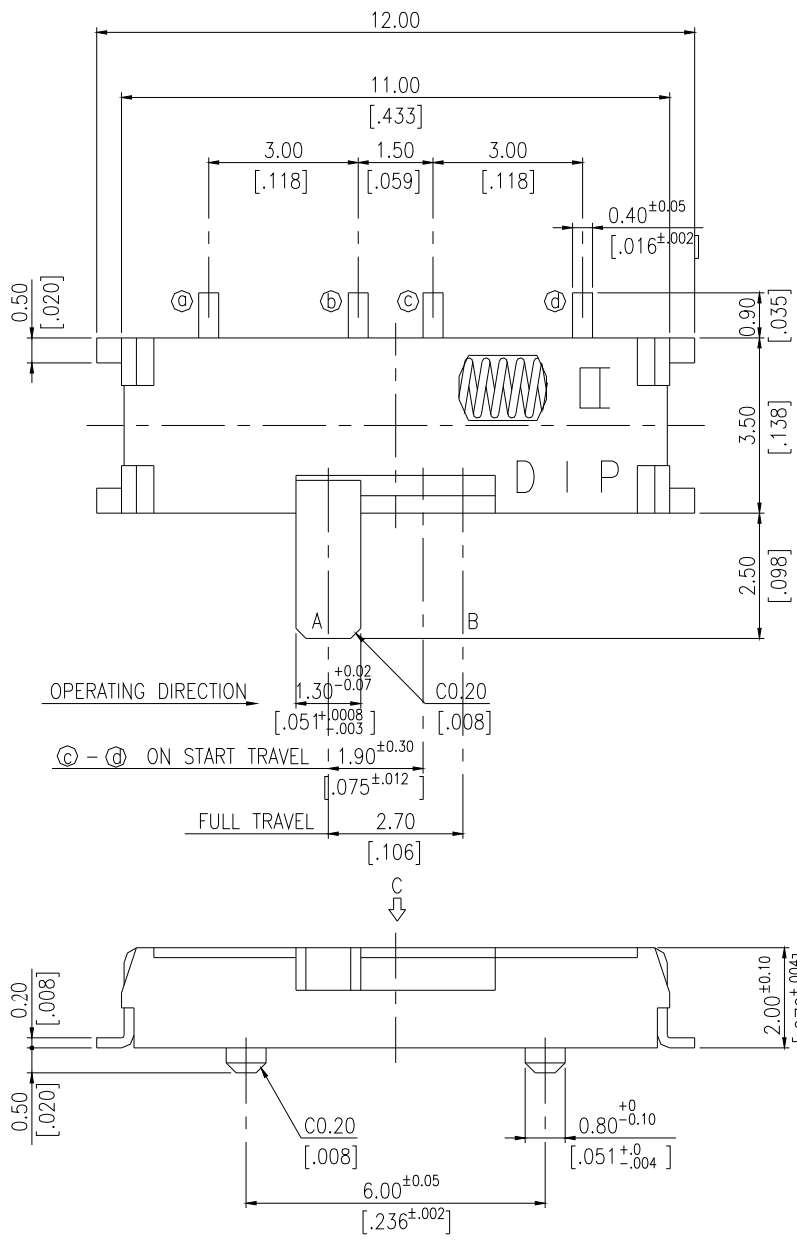 12.00
11.00
[.433]
3.00 1.50 3.00
[.118] [.059] [.118]
0.40±0.05
[.016±.002]
ⓐ ⓑ ⓒ ⓓ
0.50
[.020]
0.90
[.035]
3.50
[.138]
DIP
2.50
[.098]
A B
OPERATING DIRECTION
1.30+0.02-0.07
[.051+.0008-.003]
C0.20
[.008]
ⓒ - ⓓ ON START TRAVEL 1.90±0.30
[.075±.012]
FULL TRAVEL 2.70
[.106]
C
0.20
[.008]
2.00±0.10
0.50
[.020]
C0.20
[.008]
0.80+0-0.10
[.051+.0-.004]
6.00±0.05
[.236±.002]